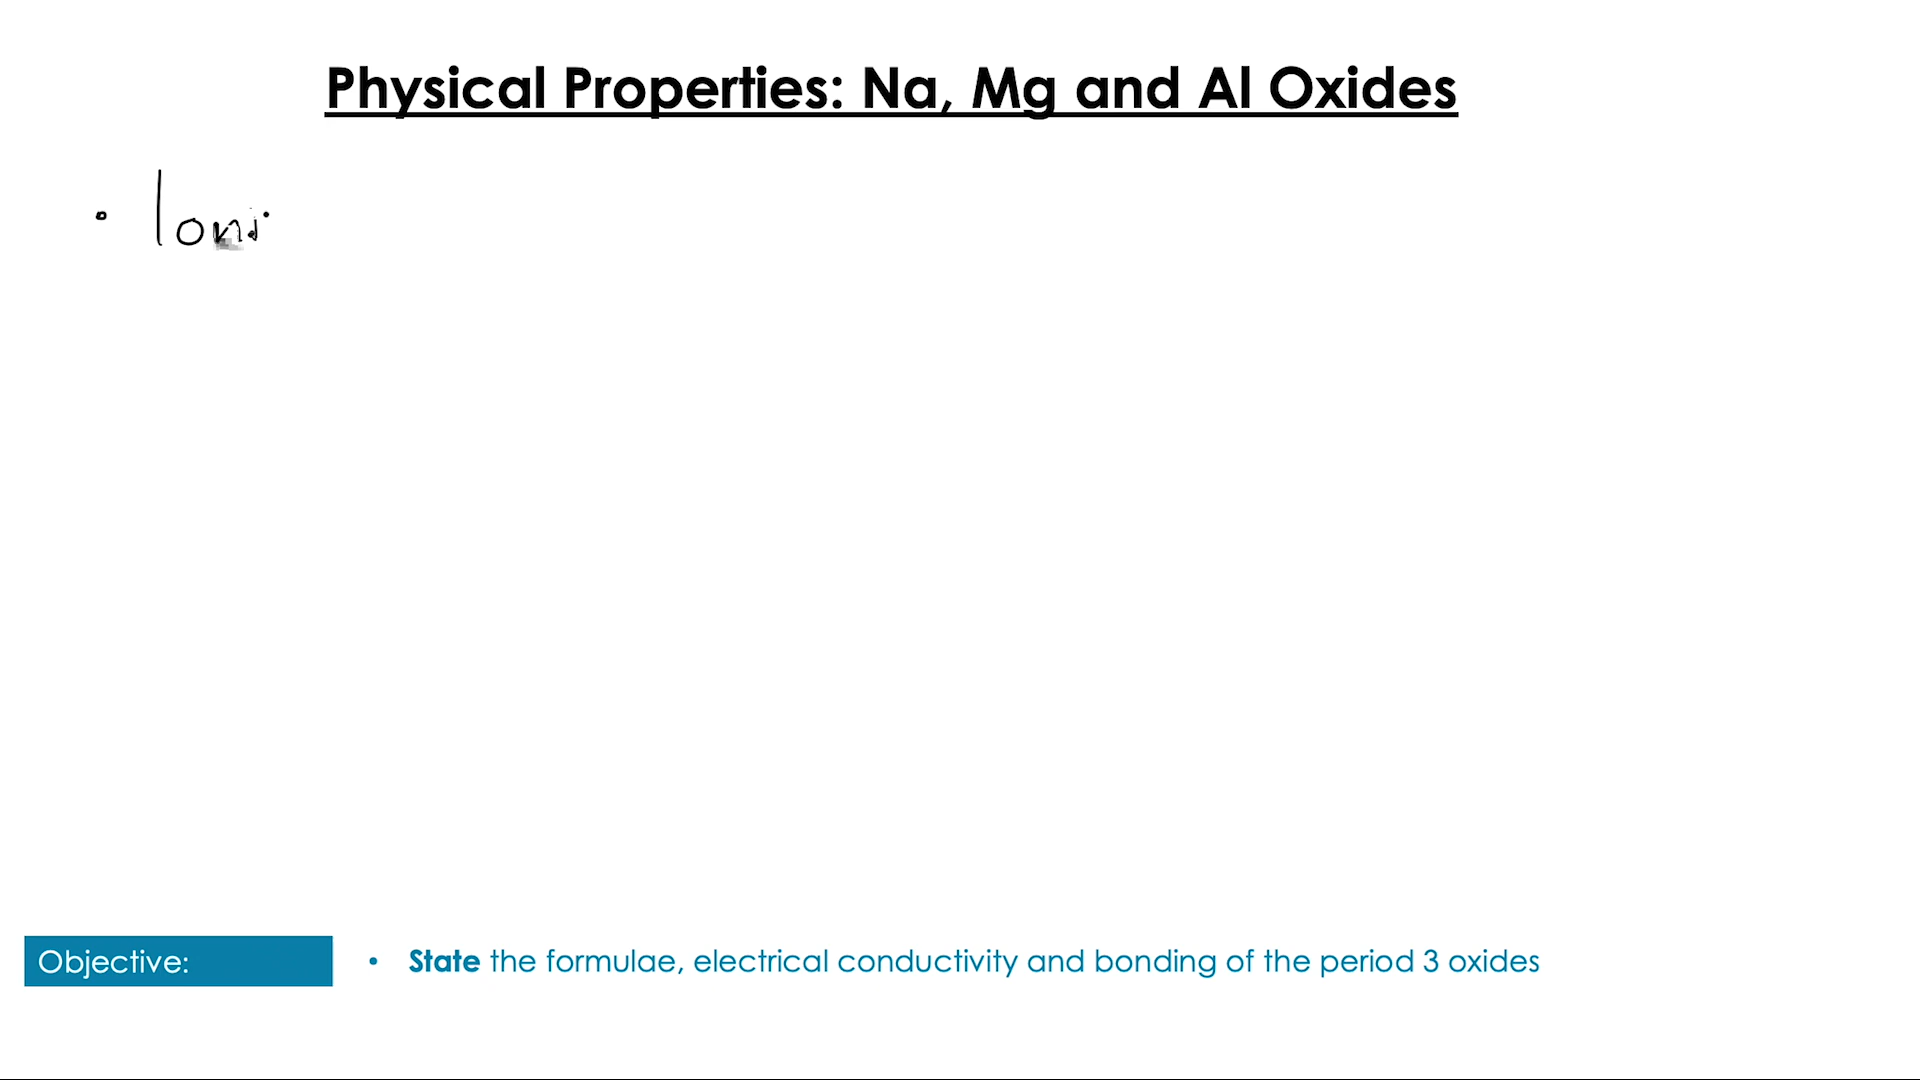 Physical Properties: Na, Mg and Al Oxides
• Ioni
Objective:
• State the formulae, electrical conductivity and bonding of the period 3 oxides